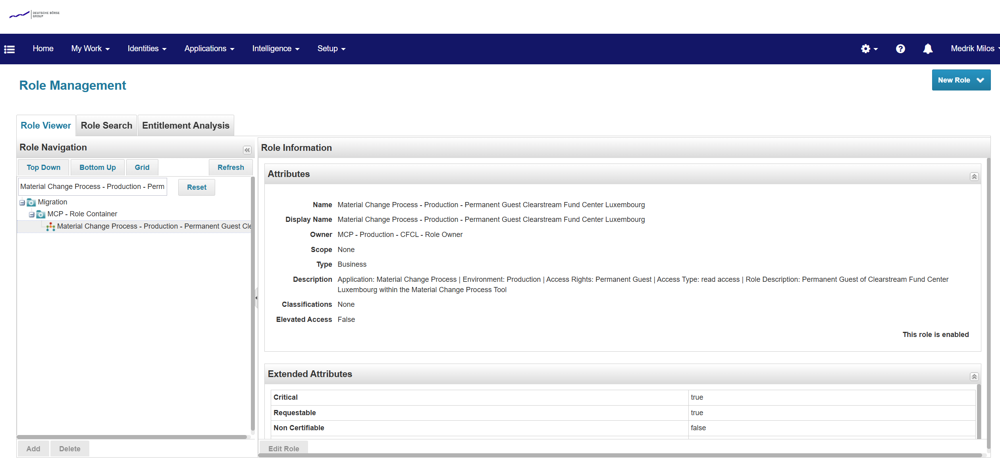 DEUTSCHE BÖRSE
GROUP
Home
My Work
Identities
Applications
Intelligence
Setup
Medrik Milos
Role Management
New Role
Role Viewer
Role Search
Entitlement Analysis
Role Navigation
Top Down
Bottom Up
Grid
Refresh
Material Change Process - Production - Perm
Reset
Migration
MCP - Role Container
Material Change Process - Production - Permanent Guest Cle
Role Information
Attributes
Name Material Change Process - Production - Permanent Guest Clearstream Fund Center Luxembourg
Display Name Material Change Process - Production - Permanent Guest Clearstream Fund Center Luxembourg
Owner MCP - Production - CFCL - Role Owner
Scope None
Type Business
Description Application: Material Change Process | Environment: Production | Access Rights: Permanent Guest | Access Type: read access | Role Description: Permanent Guest of Clearstream Fund Center
Luxembourg within the Material Change Process Tool
Classifications None
Elevated Access False
This role is enabled
Extended Attributes
Critical true
Requestable true
Non Certifiable false
Add
Delete
Edit Role